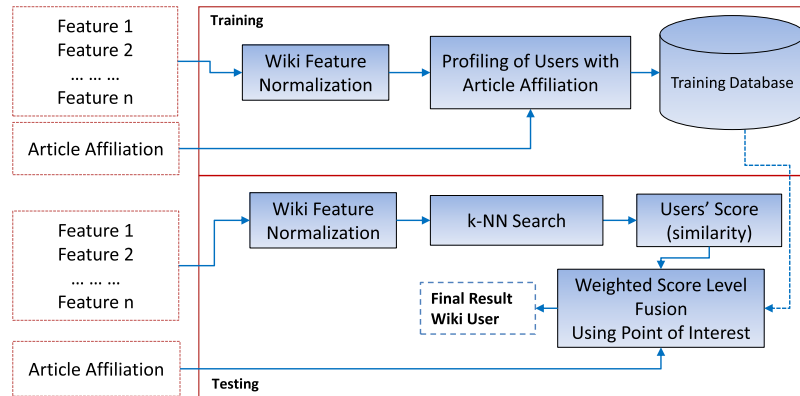 Training
Feature 1
Feature 2
... ... ...
Feature n
Article Affiliation
Wiki Feature
Normalization
Profiling of Users with
Article Affiliation
Training Database
Feature 1
Feature 2
... ... ...
Feature n
Article Affiliation
Wiki Feature
Normalization
k-NN Search
Users’ Score
(similarity)
Weighted Score Level
Fusion
Using Point of Interest
Final Result
Wiki User
Testing